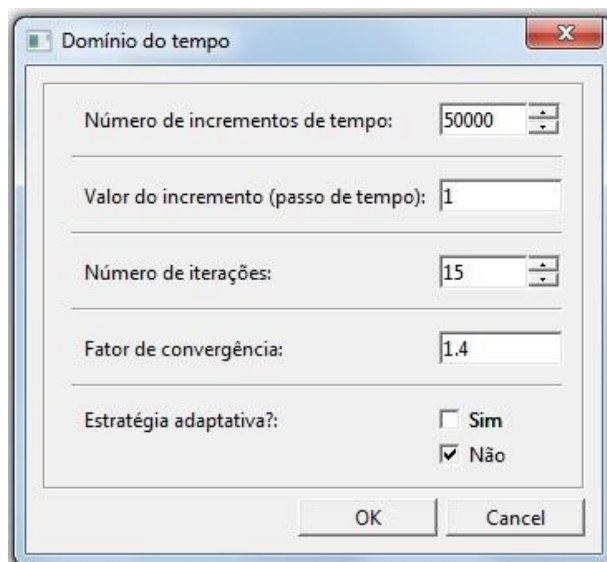 Domínio do tempo
Número de incrementos de tempo: 50000
Valor do incremento (passo de tempo): 1
Número de iterações: 15
Fator de convergência: 1.4
Estratégia adaptativa?: Sim
Não
OK Cancel